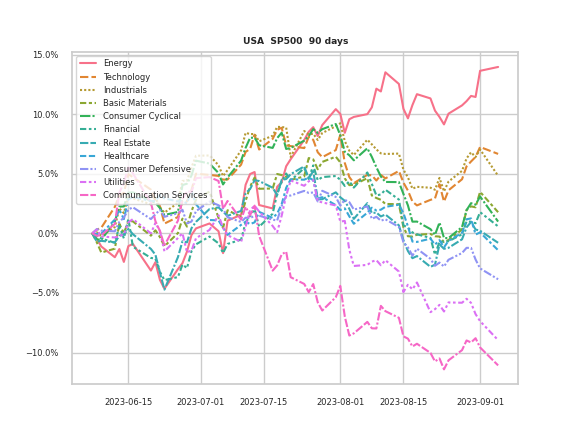 USA SP500 90 days
15.0%
10.0%
5.0%
0.0%
−5.0%
−10.0%
Energy
Technology
Industrials
Basic Materials
Consumer Cyclical
Financial
Real Estate
Healthcare
Consumer Defensive
Utilities
Communication Services
2023-06-15
2023-07-01
2023-07-15
2023-08-01
2023-08-15
2023-09-01